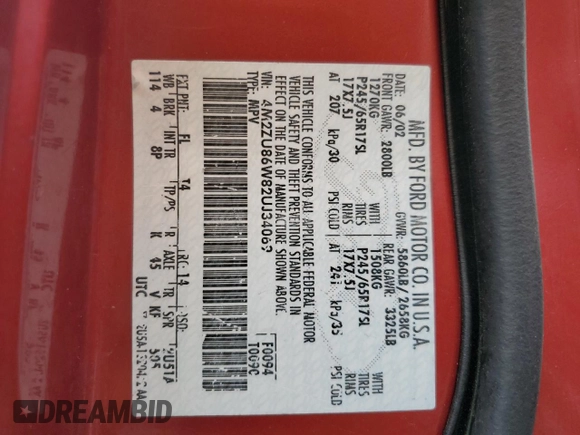 MFD. BY FORD MOTOR CO. IN U.S.A.
DATE: 06/02 GVWR: 5860LB/ 2658KG
FRONT GAWR: 2800LB REAR GAWR: 3325LB
1270KG WITH 1508KG WITH
P245/65R17SL TIRES P245/65R17SL TIRES
17X7.5J RIMS 17X7.5J RIMS
AT 207 kPa/30 PSI COLD AT 241 kPa/35 PSI COLD
THIS VEHICLE CONFORMS TO ALL APPLICABLE FEDERAL MOTOR
VEHICLE SAFETY AND THEFT PREVENTION STANDARDS IN
EFFECT ON THE DATE OF MANUFACTURE SHOWN ABOVE.
VIN: 4M2ZU86W82UJ34063 F0094
TYPE: MPV T009C
EXT PNT: FL T4 RC: 14 DSO:
WB BRK INT TR TP/PS R AXLE TR SPR
114 4 8P K 45 V KF 505
UTC
DREAMBID